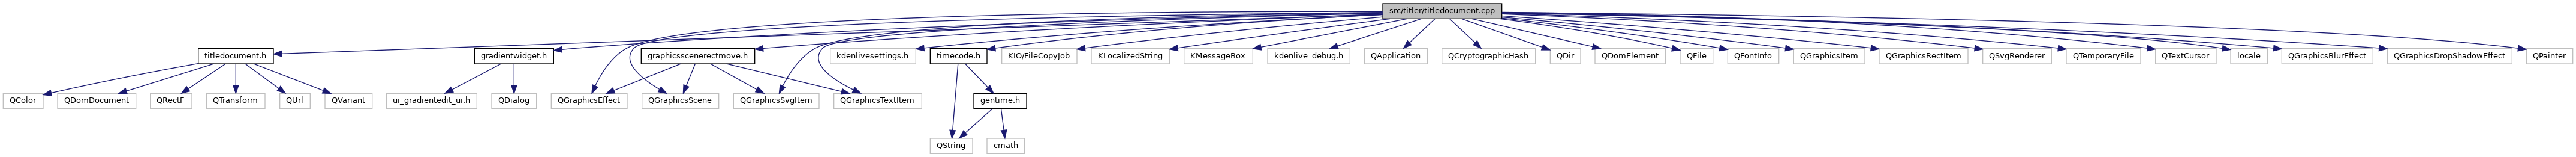 src/titler/titledocument.cpp
titledocument.h
gradientwidget.h
graphicsscenerectmove.h
kdenlivesettings.h
timecode.h
KIO/FileCopyJob
KLocalizedString
KMessageBox
kdenlive_debug.h
QApplication
QCryptographicHash
QDir
QDomElement
QFile
QFontInfo
QGraphicsItem
QGraphicsRectItem
QSvgRenderer
QTemporaryFile
QTextCursor
locale
QGraphicsBlurEffect
QGraphicsDropShadowEffect
QPainter
QColor
QDomDocument
QRectF
QTransform
QUrl
QVariant
ui_gradientedit_ui.h
QDialog
QGraphicsEffect
QGraphicsScene
QGraphicsSvgItem
QGraphicsTextItem
gentime.h
QString
cmath